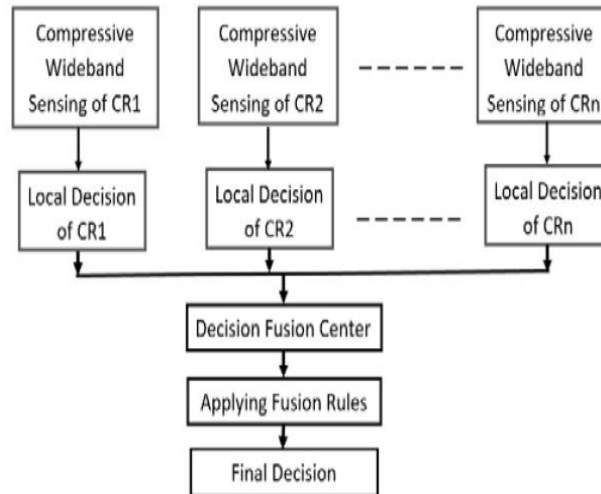 Compressive
Wideband
Sensing of CR1
Compressive
Wideband
Sensing of CR2
Compressive
Wideband
Sensing of CRn
Local Decision
of CR1
Local Decision
of CR2
Local Decision
of CRn
Decision Fusion Center
Applying Fusion Rules
Final Decision